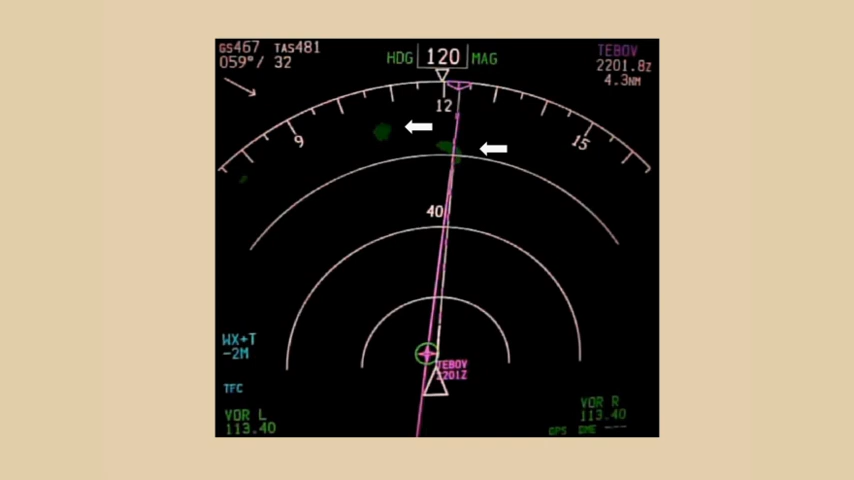 GS467 TAS481
059°/ 32
HDG 120 MAG
TEBOV
2201.8z
4.3NM
12
9
15
40
TEBOV
2201Z
WX+T
-2M
TFC
VOR L
113.40
VOR R
113.40
GPS DME ---